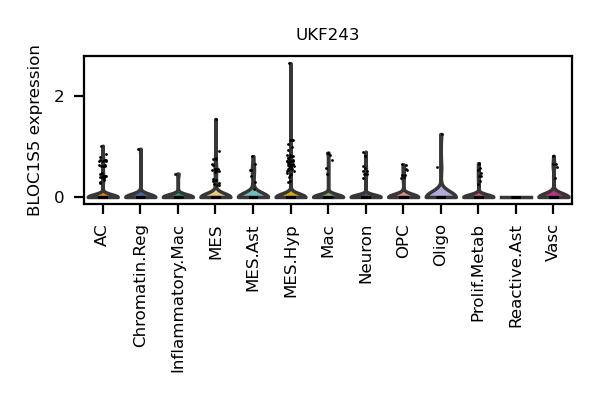 UKF243
BLOC1S5 expression
2
0
AC
Chromatin.Reg
Inflammatory.Mac
MES
MES.Ast
MES.Hyp
Mac
Neuron
OPC
Oligo
Prolif.Metab
Reactive.Ast
Vasc